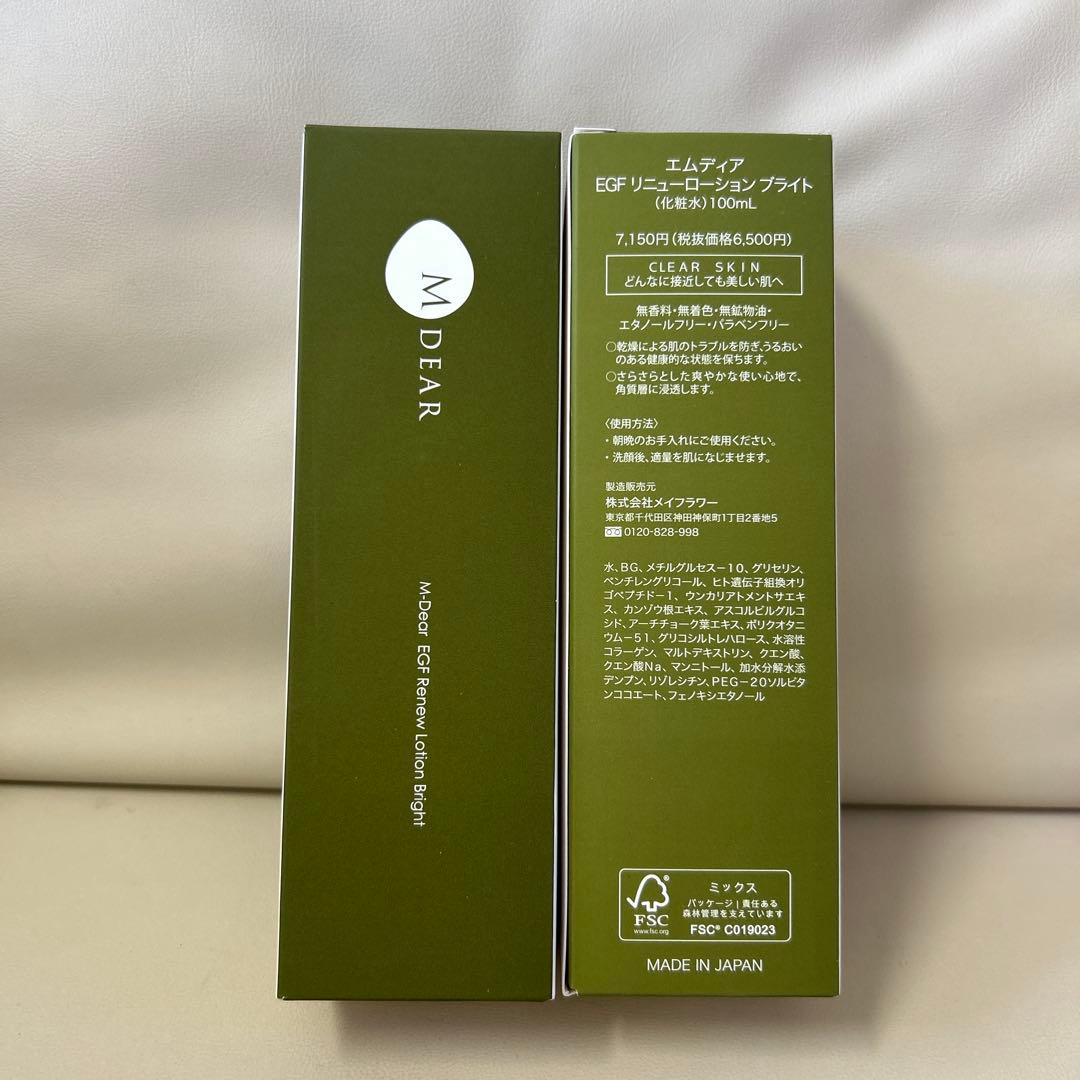 M
DEAR
M-Dear EGF Renew Lotion Bright
エムディア
EGF リニューローション ブライト
(化粧水)100mL
7,150円(税抜価格6,500円)
CLEAR SKIN
どんなに接近しても美しい肌へ
無香料・無着色・無鉱物油・
エタノールフリー・パラベンフリー
○乾燥による肌のトラブルを防ぎ、うるおい
のある健康的な状態を保ちます。
○さらさらとした爽やかな使い心地で、
角質層に浸透します。
〈使用方法〉
・朝晩のお手入れにご使用ください。
・洗顔後、適量を肌になじませます。
製造販売元
株式会社メイフラワー
東京都千代田区神田神保町1丁目2番地5
0120-828-998
水、BG、メチルグルセス-10、グリセリン、
ペンチレングリコール、ヒト遺伝子組換オリ
ゴペプチド-1、ウンカリアトメントサエキ
ス、カンゾウ根エキス、アスコルビルグルコ
シド、アーチチョーク葉エキス、ポリクオタニ
ウム-51、グリコシルトレハロース、水溶性
コラーゲン、マルトデキストリン、クエン酸、
クエン酸Na、マンニトール、加水分解水添
デンプン、リゾレシチン、PEG-20ソルビタ
ンココエート、フェノキシエタノール
FSC
www.fsc.org
ミックス
パッケージ|責任ある
森林管理を支えています
FSC® C019023
MADE IN JAPAN